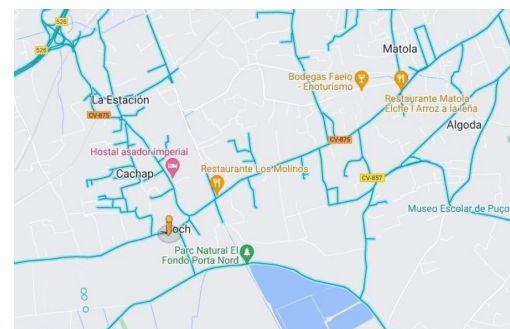 526
526
La Estación
CV-875
Hostal asador imperial
Cachap
Restaurante Los Molinos
och
Parc Natural El
Fondo Porta Nord
Matola
Bodegas Faelo
- Enoturismo
Restaurante Matola
Elche | Arroz a la leña
Algoda
CV-875
CV-857
Museo Escolar de Puço